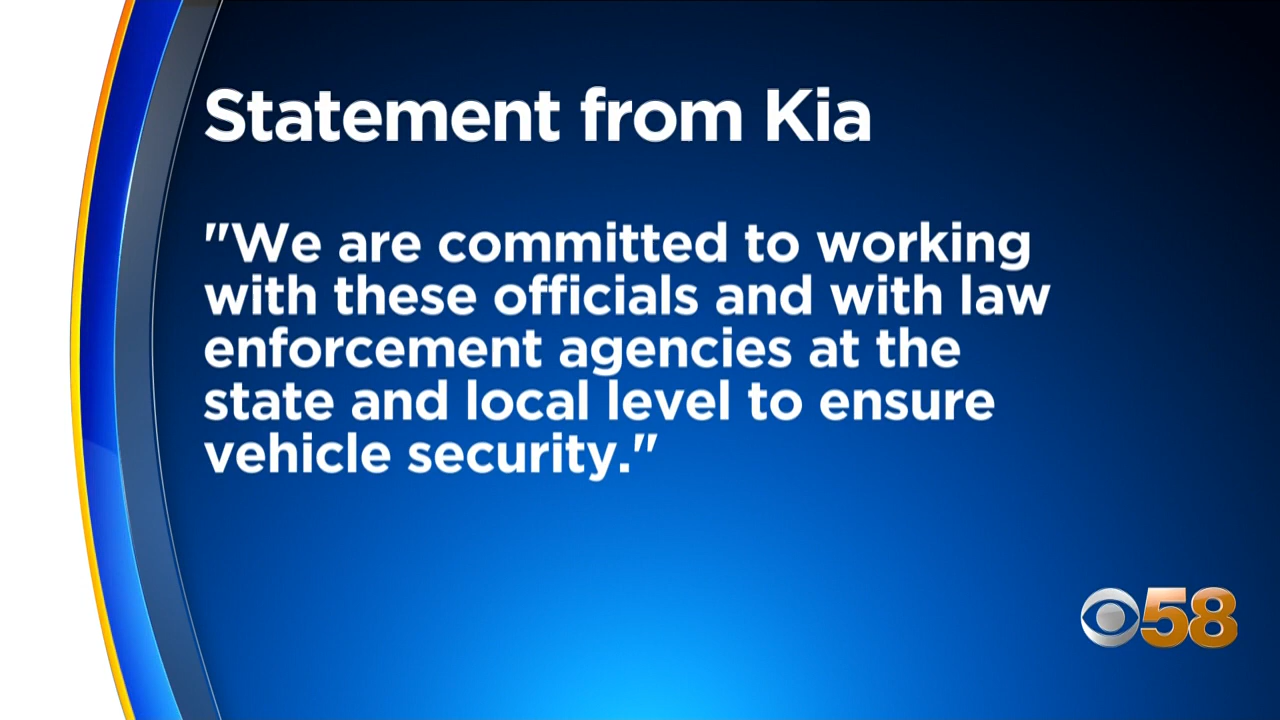 Statement from Kia
"We are committed to working
with these officials and with law
enforcement agencies at the
state and local level to ensure
vehicle security."
58